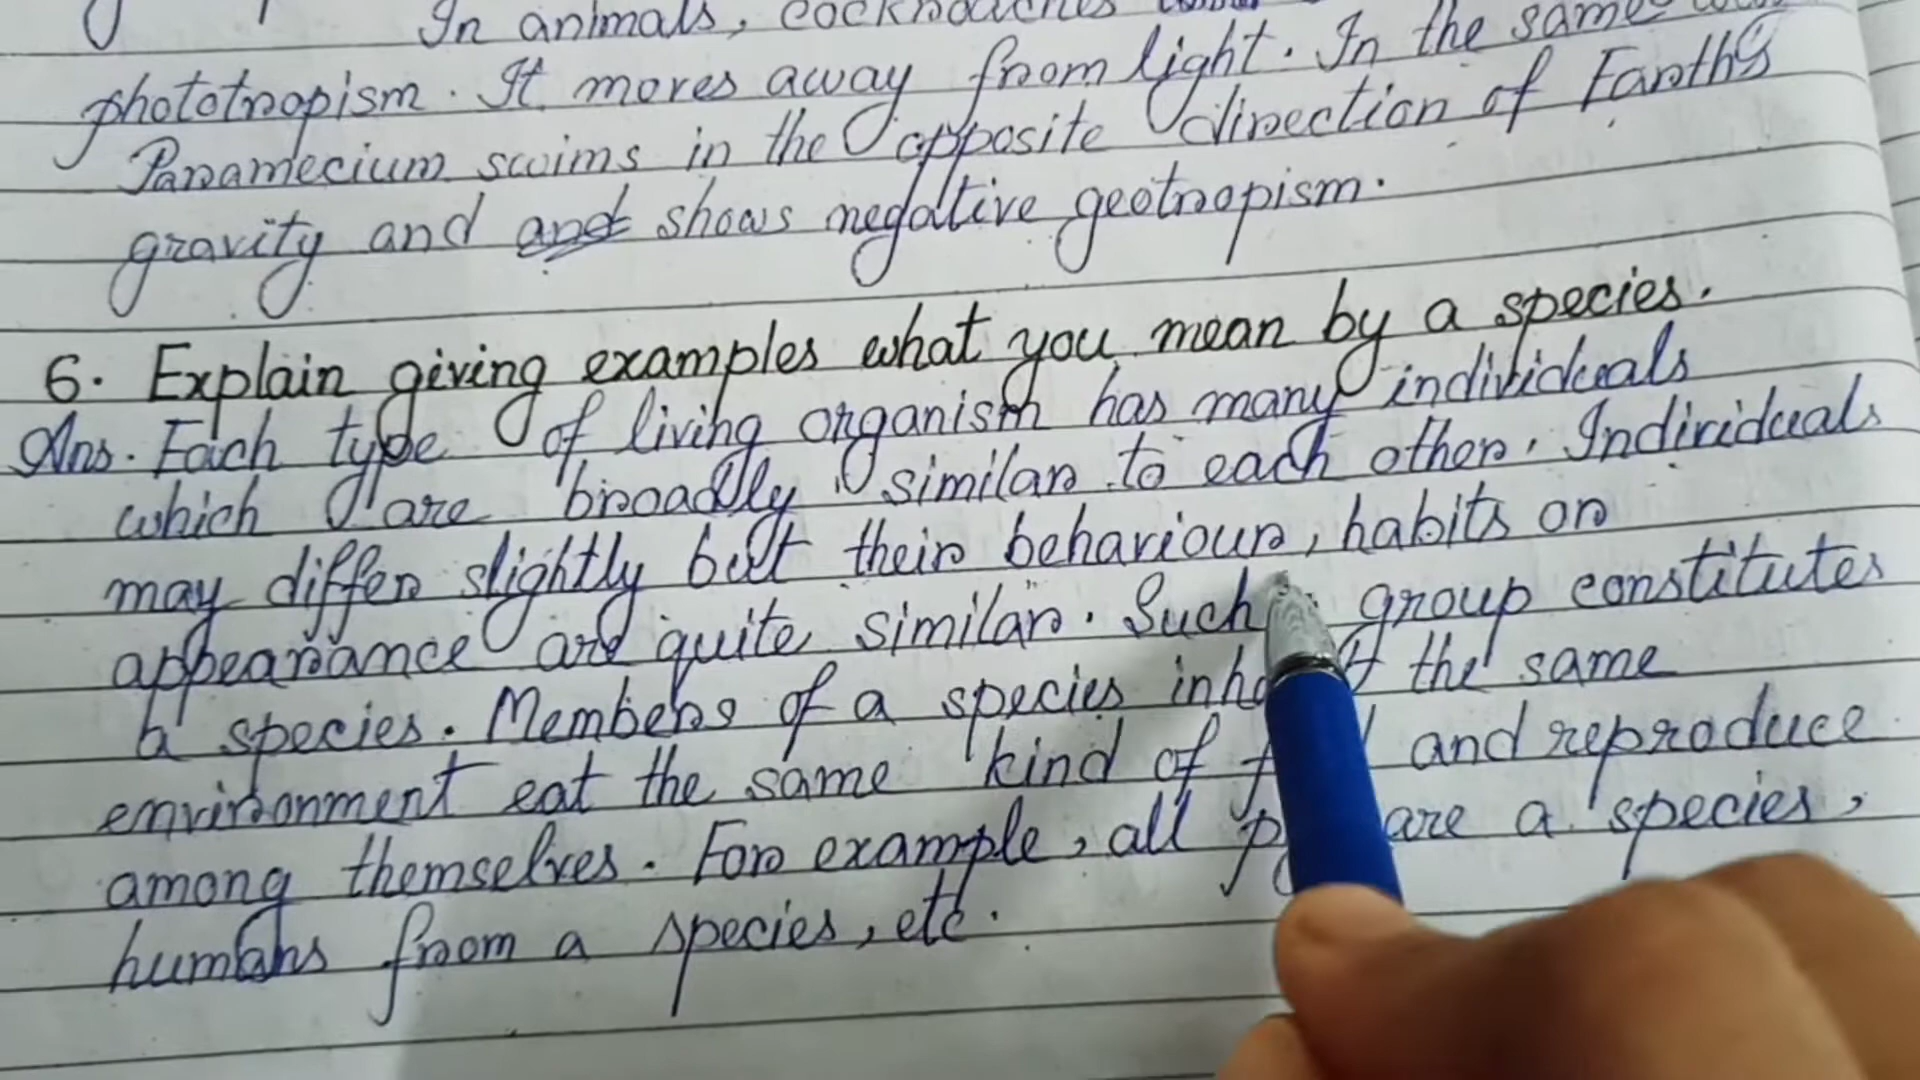 In animals, cockroaches
phototropism. It moves away from light. In the same
Paramecium swims in the opposite direction of Earth's
gravity and and shows negative geotropism.
6. Explain giving examples what you mean by a species.
Ans. Each type of living organism has many individuals
which are broadly similar to each other. Individuals
may differ slightly but their behaviour, habits or
appearance are quite similar. Such group constitutes
a species. Members of a species the same
environment eat the same kind of and reproduce
among themselves. For example, all are a species,
humans from a species, etc.